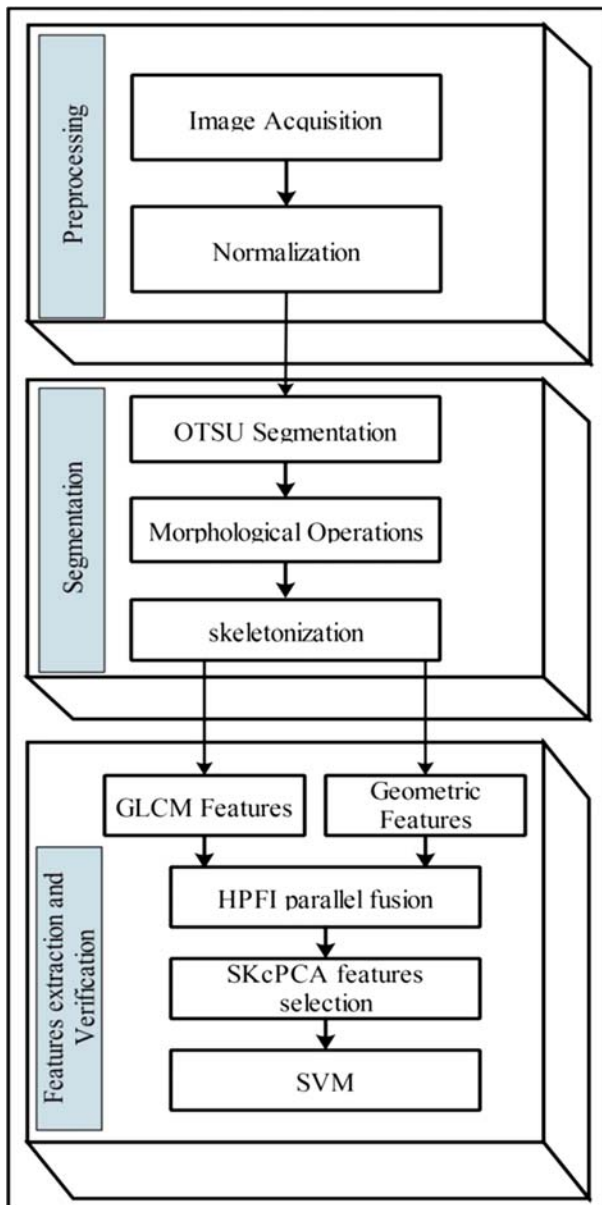 Preprocessing
Image Acquisition
Normalization
Segmentation
OTSU Segmentation
Morphological Operations
skeletonization
Features extraction and
Verification
GLCM Features
Geometric
Features
HPFI parallel fusion
SKcPCA features
selection
SVM